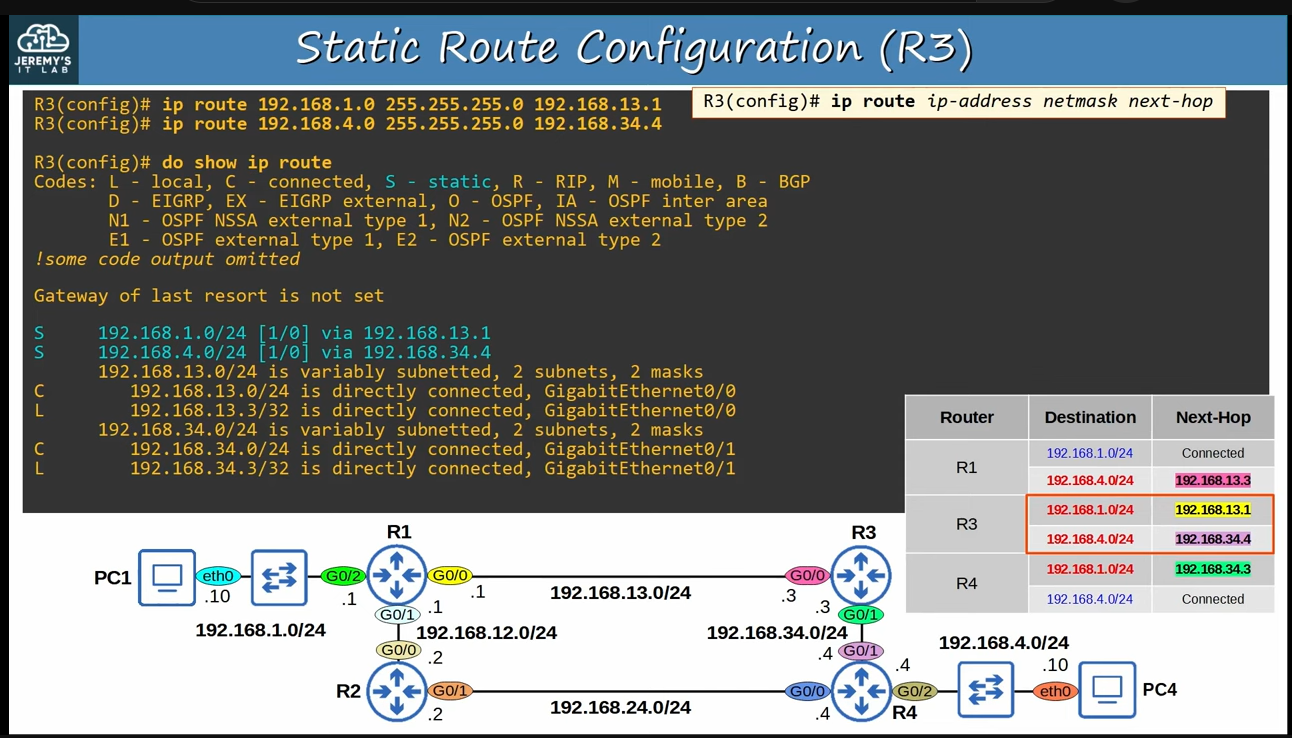 JEREMY'S
IT LAB
Static Route Configuration (R3)
R3(config)# ip route 192.168.1.0 255.255.255.0 192.168.13.1
R3(config)# ip route 192.168.4.0 255.255.255.0 192.168.34.4
R3(config)# ip route ip-address netmask next-hop
R3(config)# do show ip route
Codes: L - local, C - connected, S - static, R - RIP, M - mobile, B - BGP
D - EIGRP, EX - EIGRP external, O - OSPF, IA - OSPF inter area
N1 - OSPF NSSA external type 1, N2 - OSPF NSSA external type 2
E1 - OSPF external type 1, E2 - OSPF external type 2
!some code output omitted
Gateway of last resort is not set
S 192.168.1.0/24 [1/0] via 192.168.13.1
S 192.168.4.0/24 [1/0] via 192.168.34.4
192.168.13.0/24 is variably subnetted, 2 subnets, 2 masks
C 192.168.13.0/24 is directly connected, GigabitEthernet0/0
L 192.168.13.3/32 is directly connected, GigabitEthernet0/0
192.168.34.0/24 is variably subnetted, 2 subnets, 2 masks
C 192.168.34.0/24 is directly connected, GigabitEthernet0/1
L 192.168.34.3/32 is directly connected, GigabitEthernet0/1
Router Destination Next-Hop
R1 192.168.1.0/24 Connected
192.168.4.0/24 192.168.13.3
R3 192.168.1.0/24 192.168.13.1
192.168.4.0/24 192.168.34.4
R4 192.168.1.0/24 192.168.34.3
192.168.4.0/24 Connected
R1 R3
PC1 eth0 G0/2 G0/0 G0/0
.10 .1 .1 192.168.13.0/24 .3
.1 .3
G0/1 G0/1
192.168.1.0/24 192.168.12.0/24 192.168.34.0/24 192.168.4.0/24
G0/0 .2 .4 G0/1 .4 .10
R2 G0/1 G0/0 G0/2 eth0 PC4
.2 192.168.24.0/24 .4 R4